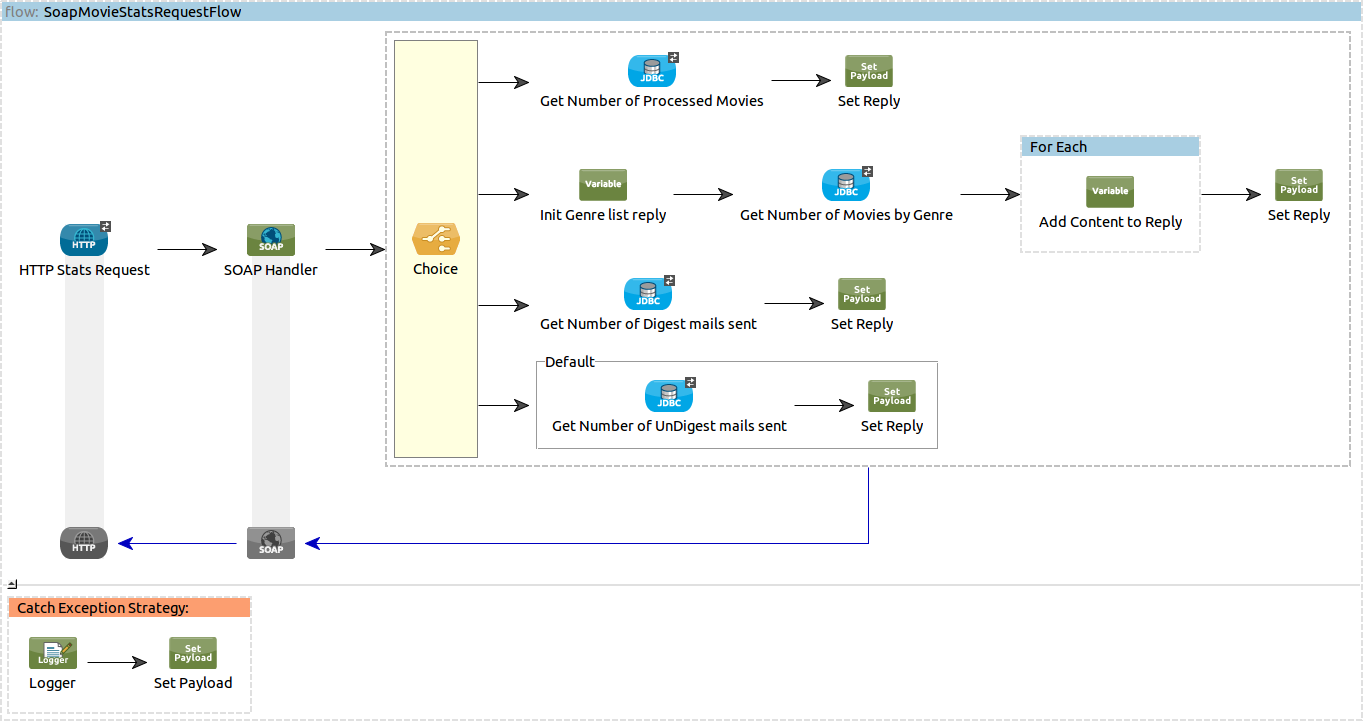 flow: SoapMovieStatsRequestFlow
JDBC
Get Number of Processed Movies
Set
Payload
Set Reply
Variable
Init Genre list reply
JDBC
Get Number of Movies by Genre
For Each
Variable
Add Content to Reply
Set
Payload
Set Reply
HTTP
HTTP Stats Request
SOAP
SOAP Handler
Choice
JDBC
Get Number of Digest mails sent
Set
Payload
Set Reply
Default
JDBC
Get Number of UnDigest mails sent
Set
Payload
Set Reply
HTTP
SOAP
Catch Exception Strategy:
Logger
Logger
Set
Payload
Set Payload